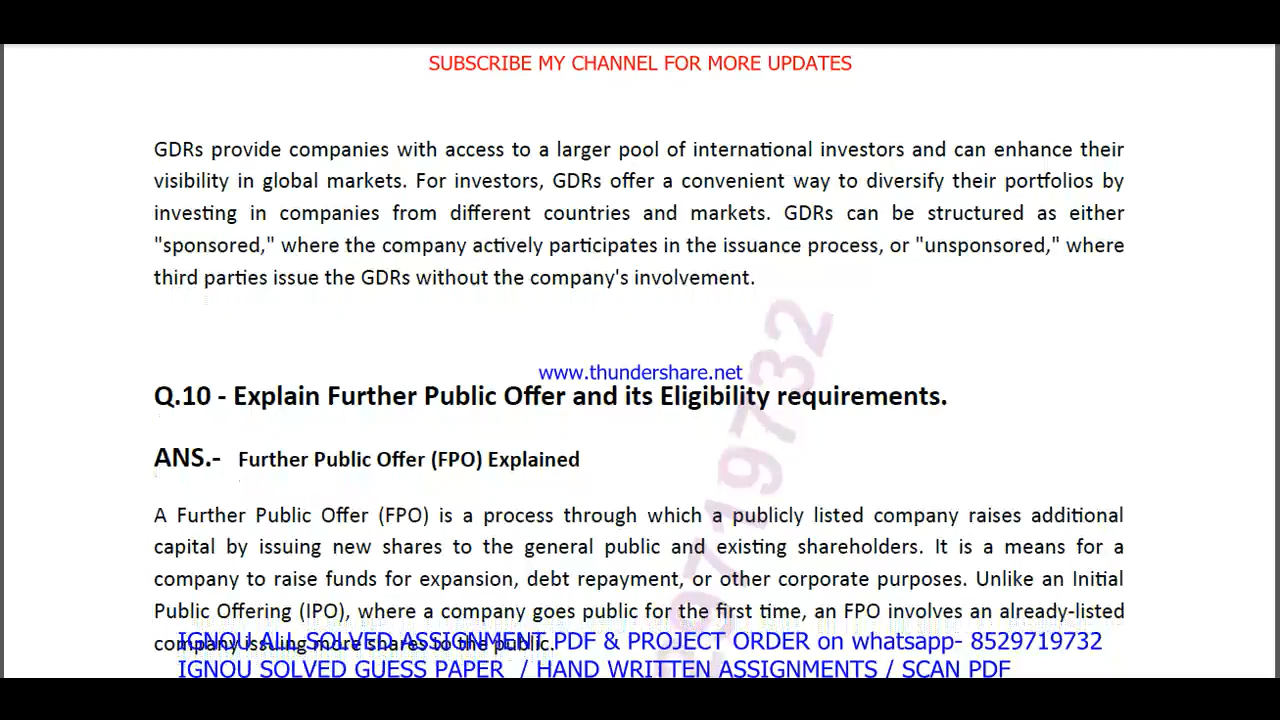 SUBSCRIBE MY CHANNEL FOR MORE UPDATES
GDRs provide companies with access to a larger pool of international investors and can enhance their
visibility in global markets. For investors, GDRs offer a convenient way to diversify their portfolios by
investing in companies from different countries and markets. GDRs can be structured as either
"sponsored," where the company actively participates in the issuance process, or "unsponsored," where
third parties issue the GDRs without the company's involvement.
www.thundershare.net
Q.10 - Explain Further Public Offer and its Eligibility requirements.
ANS.- Further Public Offer (FPO) Explained
A Further Public Offer (FPO) is a process through which a publicly listed company raises additional
capital by issuing new shares to the general public and existing shareholders. It is a means for a
company to raise funds for expansion, debt repayment, or other corporate purposes. Unlike an Initial
Public Offering (IPO), where a company goes public for the first time, an FPO involves an already-listed
company issuing more shares to the public.
IGNOU ALL SOLVED ASSIGNMENT PDF & PROJECT ORDER on whatsapp- 8529719732
IGNOU SOLVED GUESS PAPER / HAND WRITTEN ASSIGNMENTS / SCAN PDF